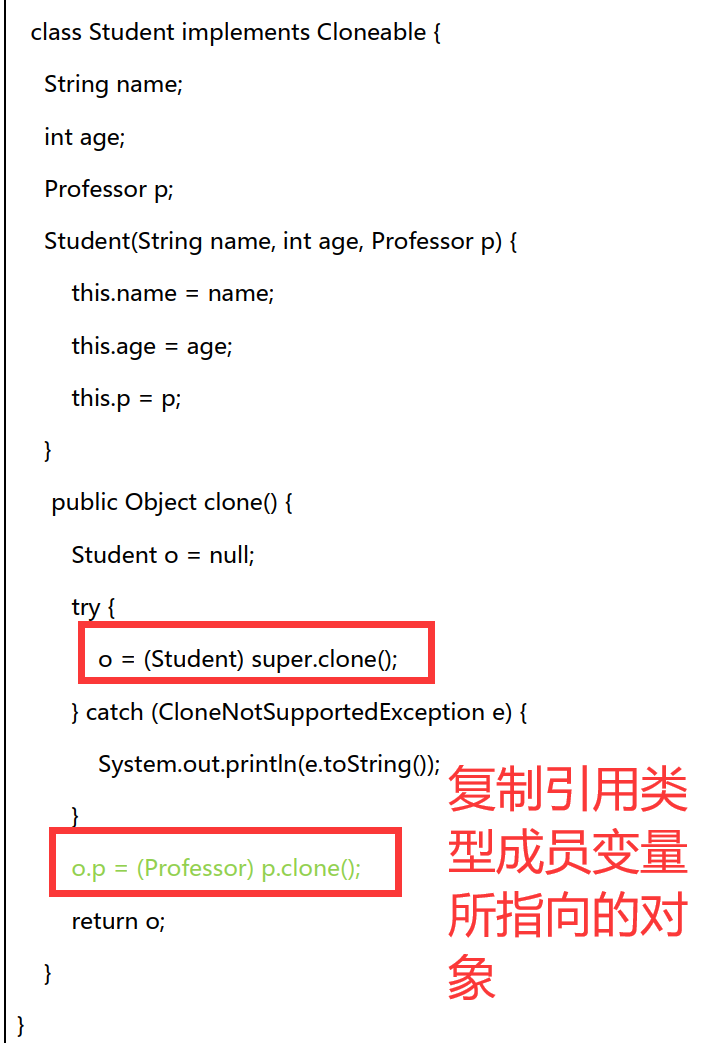 class Student implements Cloneable {
String name;
int age;
Professor p;
Student(String name, int age, Professor p) {
this.name = name;
this.age = age;
this.p = p;
}
public Object clone() {
Student o = null;
try {
o = (Student) super.clone();
} catch (CloneNotSupportedException e) {
System.out.println(e.toString());
}
o.p = (Professor) p.clone();
return o;
}
}
复制引用类
型成员变量
所指向的对
象